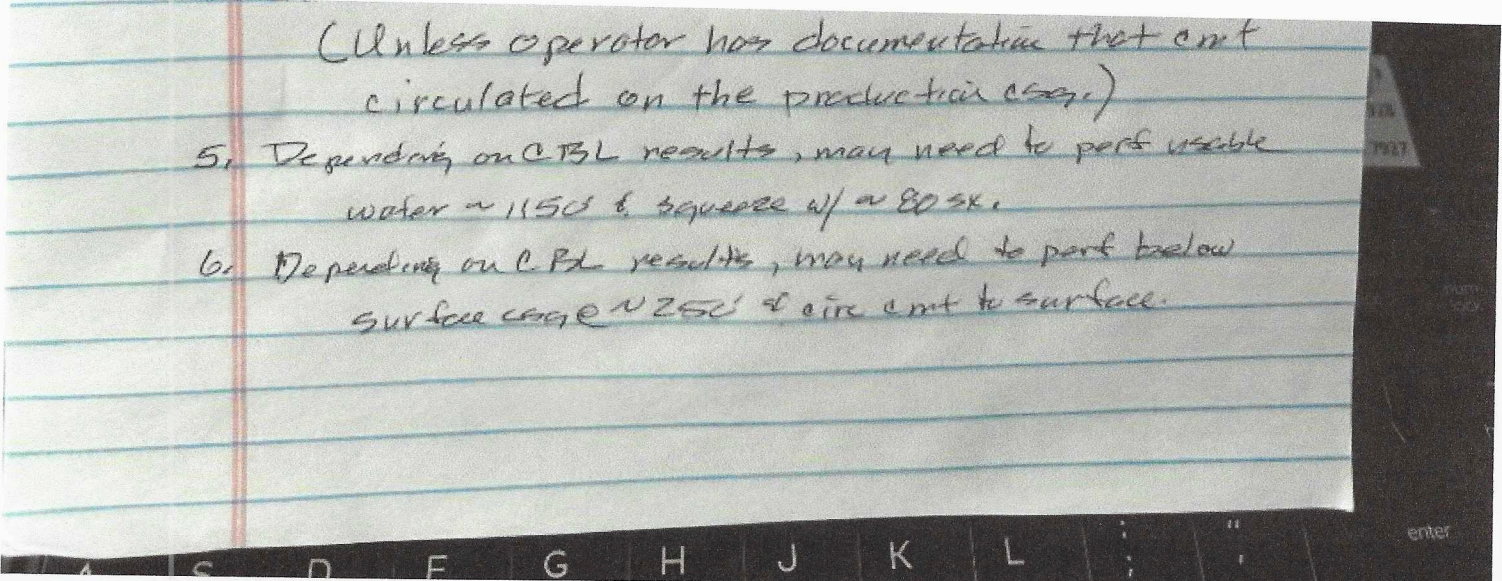 (Unless operator has documentation that cmt
circulated on the production csg.)
5. Depending on CBL results, may need to perf usable
water ~ 1150' & squeeze w/ ~ 80 sx.
6. Depending on CBL results, may need to perf below
surface csg @ ~ 250' & circ cmt to surface.
A S D F G H J K L : ; " ' enter